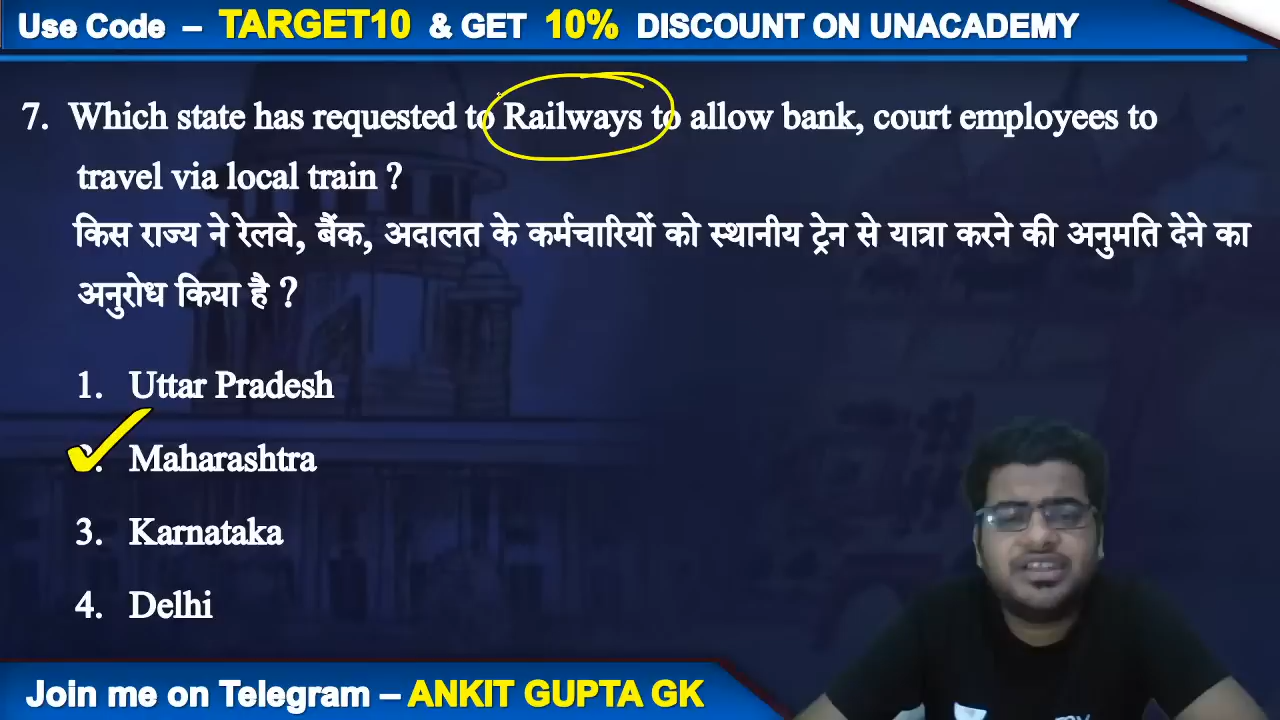 Use Code – TARGET10 & GET 10% DISCOUNT ON UNACADEMY
7. Which state has requested to Railways to allow bank, court employees to
travel via local train ?
किस राज्य ने रेलवे, बैंक, अदालत के कर्मचारियों को स्थानीय ट्रेन से यात्रा करने की अनुमति देने का
अनुरोध किया है ?
1. Uttar Pradesh
Maharashtra
3. Karnataka
4. Delhi
Join me on Telegram – ANKIT GUPTA GK